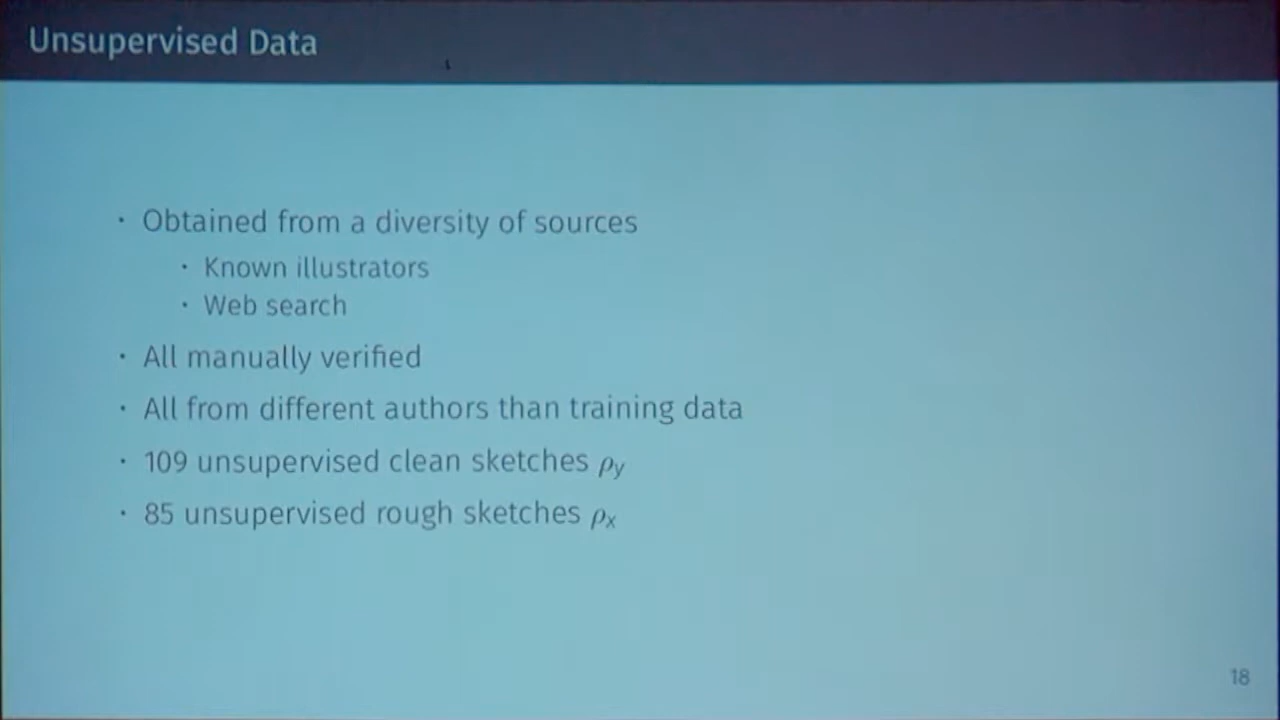 Unsupervised Data
· Obtained from a diversity of sources
· Known illustrators
· Web search
· All manually verified
· All from different authors than training data
· 109 unsupervised clean sketches ρy
· 85 unsupervised rough sketches ρx
18